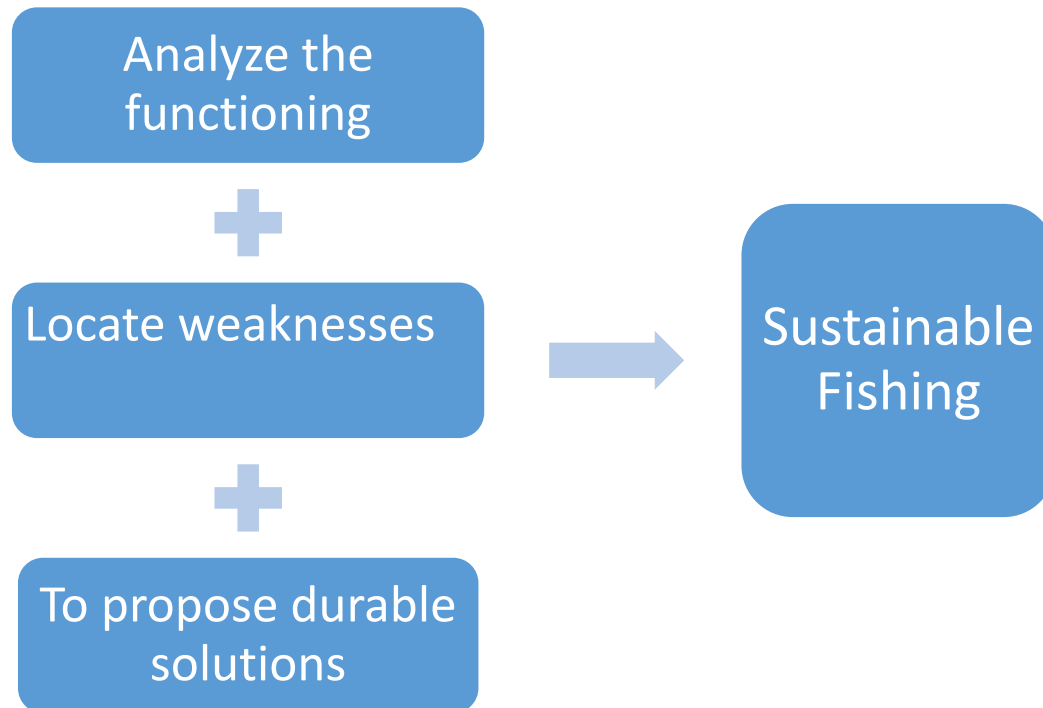 Analyze the
functioning
Locate weaknesses
To propose durable
solutions
Sustainable
Fishing